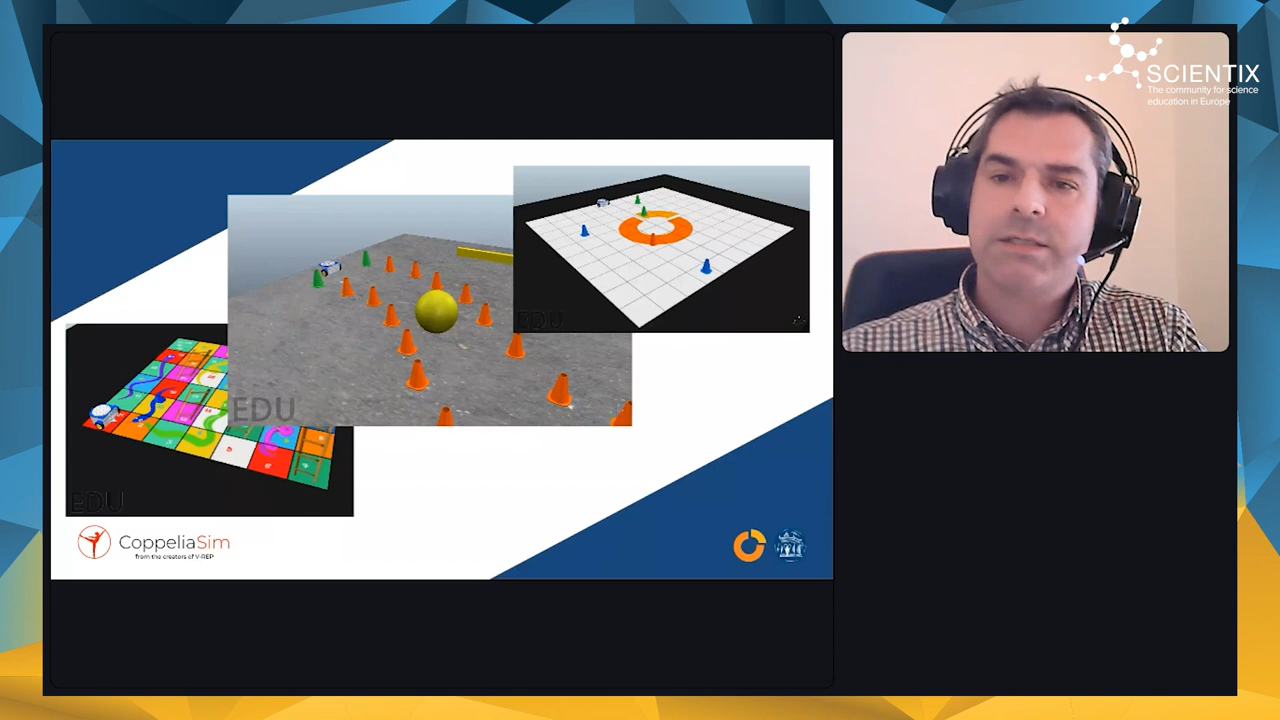 SCIENTIX
The community for science
education in Europe
EDU
EDU
EDU
CoppeliaSim
from the creators of V-REP